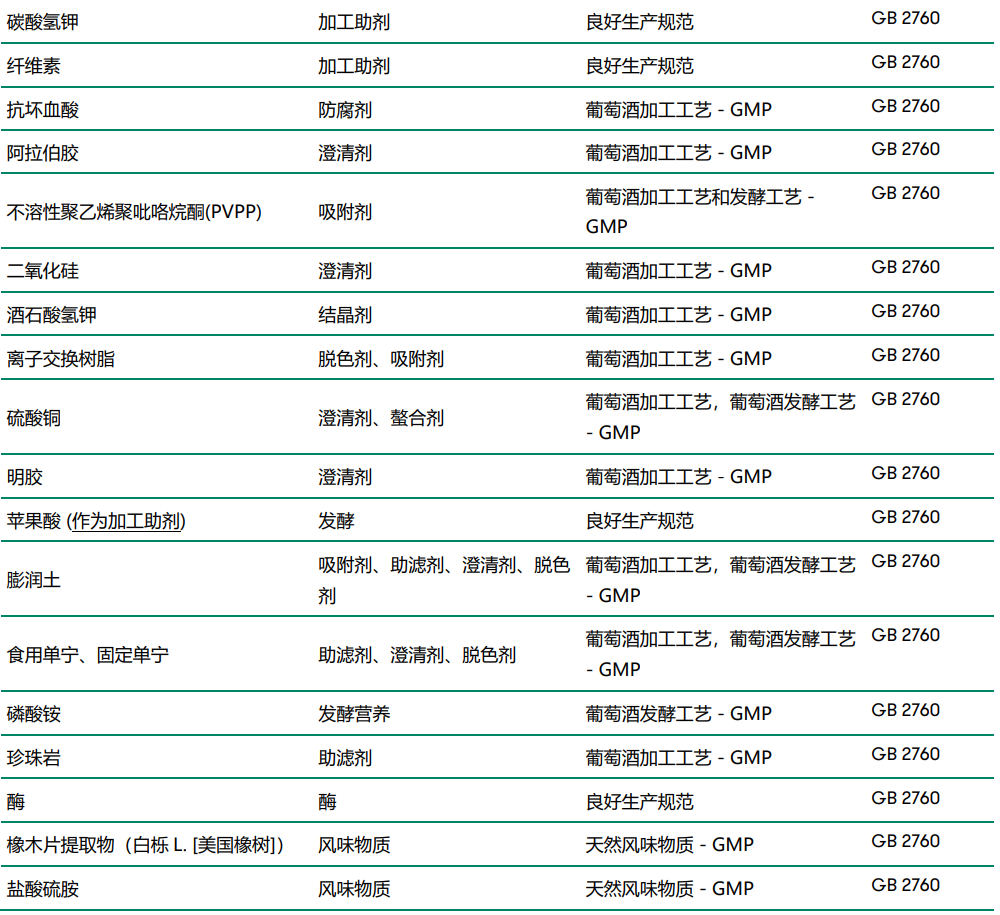 碳酸氢钾 加工助剂 良好生产规范 GB 2760
纤维素 加工助剂 良好生产规范 GB 2760
抗坏血酸 防腐剂 葡萄酒加工工艺 - GMP GB 2760
阿拉伯胶 澄清剂 葡萄酒加工工艺 - GMP GB 2760
不溶性聚乙烯聚吡咯烷酮(PVPP) 吸附剂 葡萄酒加工工艺和发酵工艺 - GB 2760
GMP
二氧化硅 澄清剂 葡萄酒加工工艺 - GMP GB 2760
酒石酸氢钾 结晶剂 葡萄酒加工工艺 - GMP GB 2760
离子交换树脂 脱色剂、吸附剂 葡萄酒加工工艺 - GMP GB 2760
硫酸铜 澄清剂、螯合剂 葡萄酒加工工艺，葡萄酒发酵工艺 GB 2760
- GMP
明胶 澄清剂 葡萄酒加工工艺 - GMP GB 2760
苹果酸 (作为加工助剂) 发酵 良好生产规范 GB 2760
膨润土 吸附剂、助滤剂、澄清剂、脱色 葡萄酒加工工艺，葡萄酒发酵工艺 GB 2760
剂 - GMP
食用单宁、固定单宁 助滤剂、澄清剂、脱色剂 葡萄酒加工工艺，葡萄酒发酵工艺 GB 2760
- GMP
磷酸铵 发酵营养 葡萄酒发酵工艺 - GMP GB 2760
珍珠岩 助滤剂 葡萄酒加工工艺 - GMP GB 2760
酶 酶 良好生产规范 GB 2760
橡木片提取物（白栎 L. [美国橡树]） 风味物质 天然风味物质 - GMP GB 2760
盐酸硫胺 风味物质 天然风味物质 - GMP GB 2760